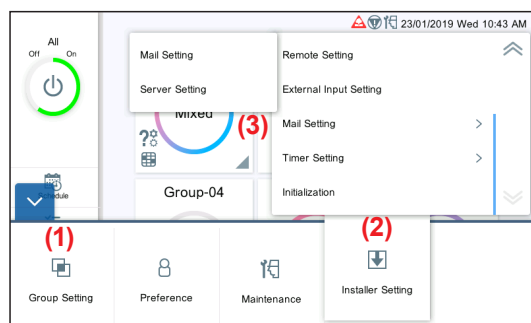 23/01/2019 Wed 10:43 AM
All
Off
On
Mail Setting
Server Setting
Remote Setting
External Input Setting
Mail Setting
Timer Setting
Initialization
Mixed
(3)
Group-04
Schedule
(1)
(2)
Group Setting
Preference
Maintenance
Installer Setting